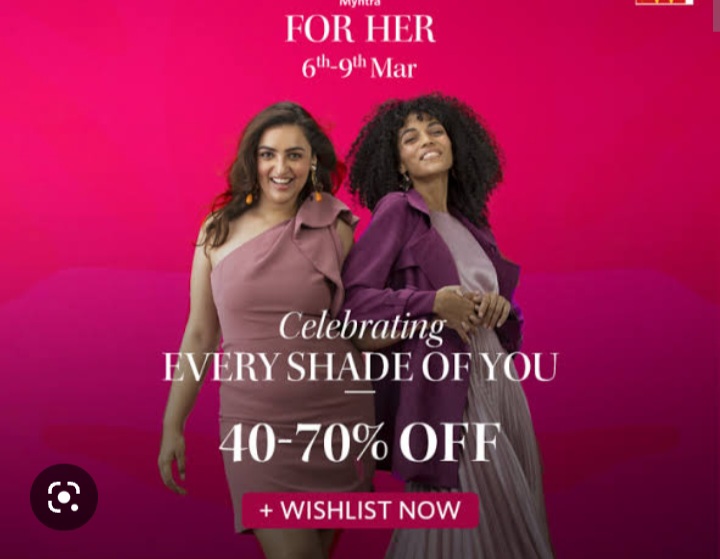 Myntra
FOR HER
6th-9th Mar
Celebrating
EVERY SHADE OF YOU
40-70% OFF
+ WISHLIST NOW